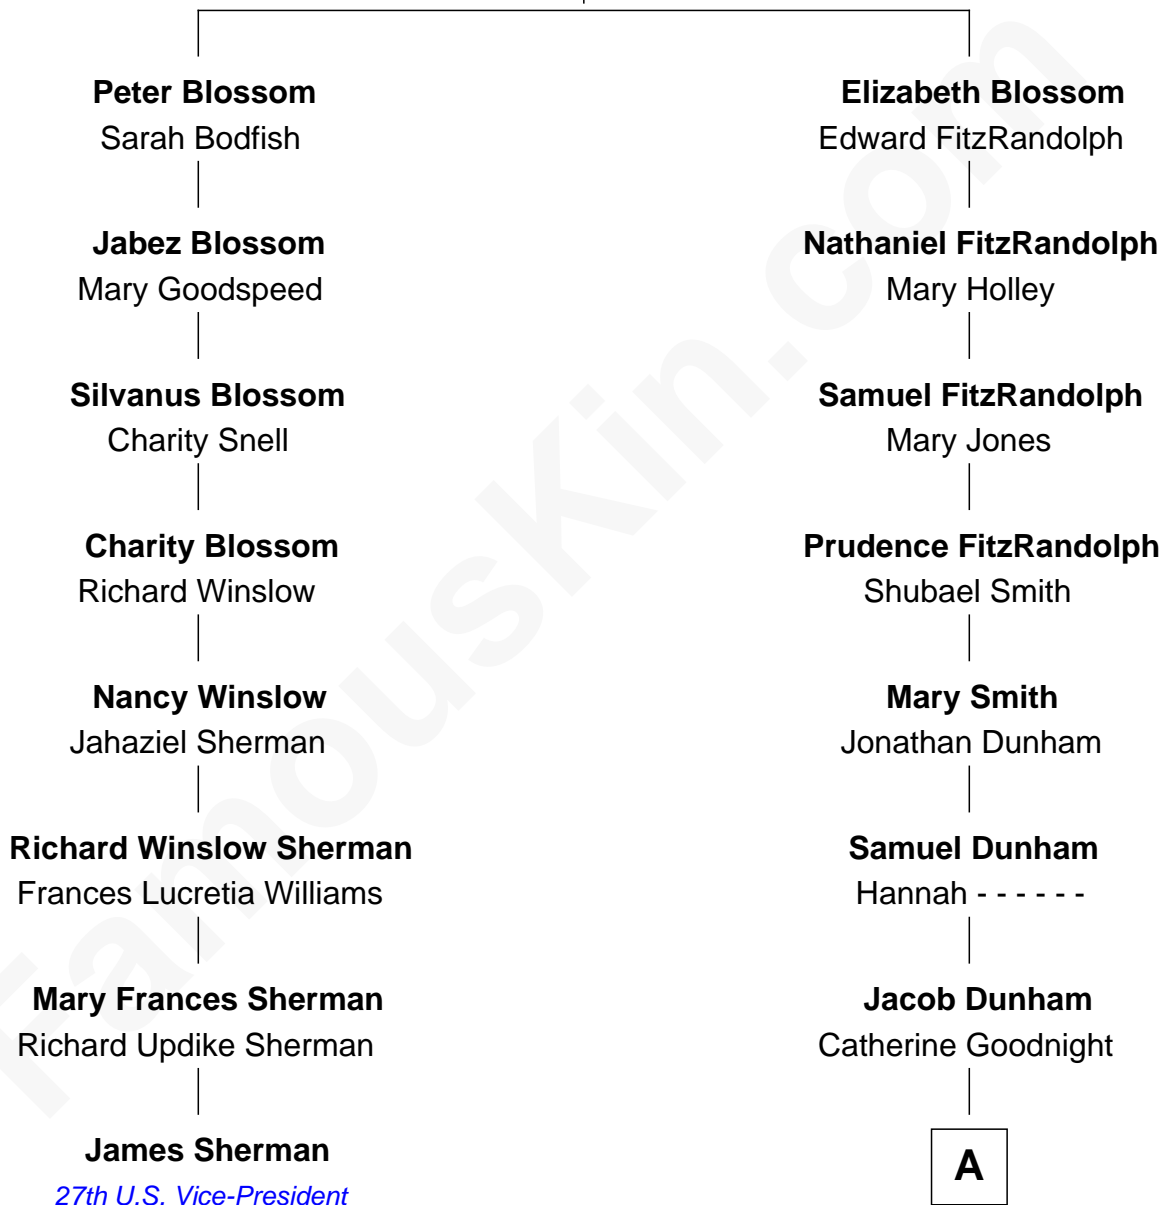 Peter Blossom
Sarah Bodfish
Jabez Blossom
Mary Goodspeed
Silvanus Blossom
Charity Snell
Charity Blossom
Richard Winslow
Nancy Winslow
Jahaziel Sherman
Richard Winslow Sherman
Frances Lucretia Williams
Mary Frances Sherman
Richard Updike Sherman
James Sherman
27th U.S. Vice-President
Elizabeth Blossom
Edward FitzRandolph
Nathaniel FitzRandolph
Mary Holley
Samuel FitzRandolph
Mary Jones
Prudence FitzRandolph
Shubael Smith
Mary Smith
Jonathan Dunham
Samuel Dunham
Hannah - - - - - -
Jacob Dunham
Catherine Goodnight
A
FamousKin.com